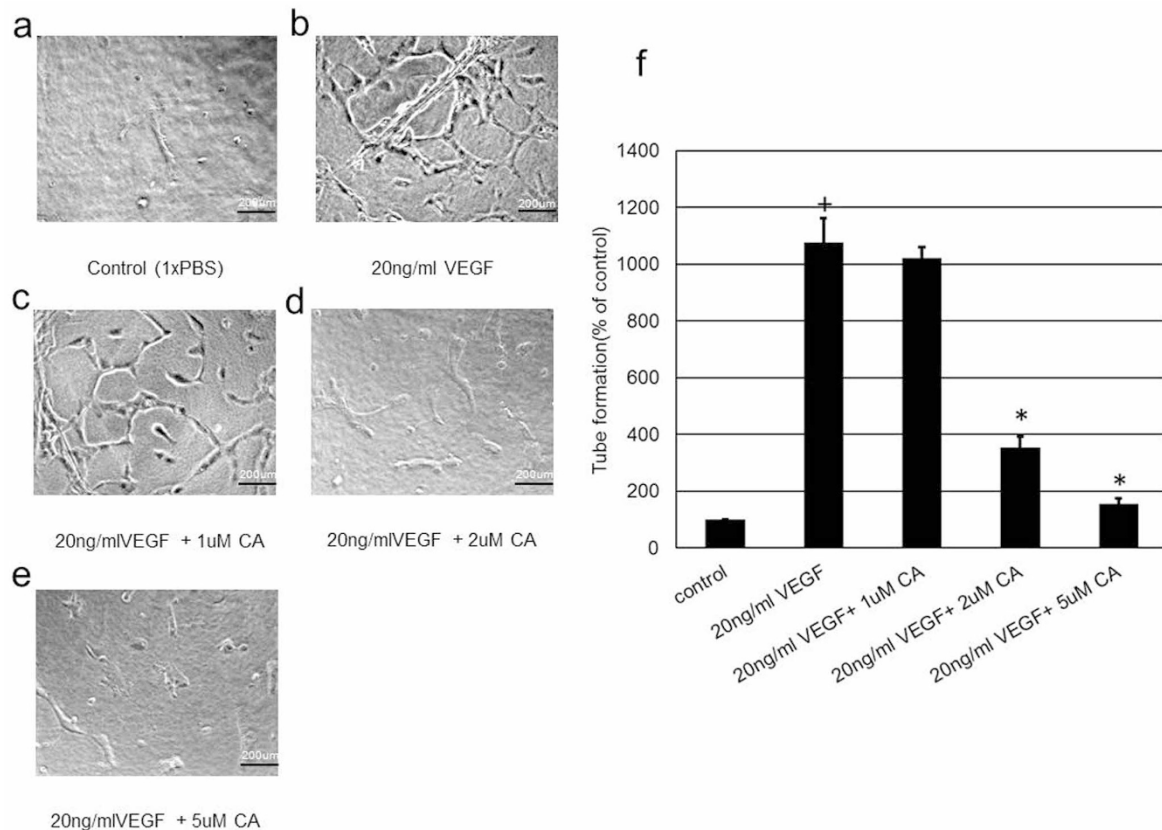 a
200um
Control (1xPBS)
b
200um
20ng/ml VEGF
c
200um
20ng/mlVEGF + 1uM CA
d
200um
20ng/mlVEGF + 2uM CA
e
200um
20ng/mlVEGF + 5uM CA
f
Tube formation(% of control)
1400
1200
1000
800
600
400
200
0
+
*
*
control
20ng/ml VEGF
20ng/ml VEGF+ 1uM CA
20ng/ml VEGF+ 2uM CA
20ng/ml VEGF+ 5uM CA